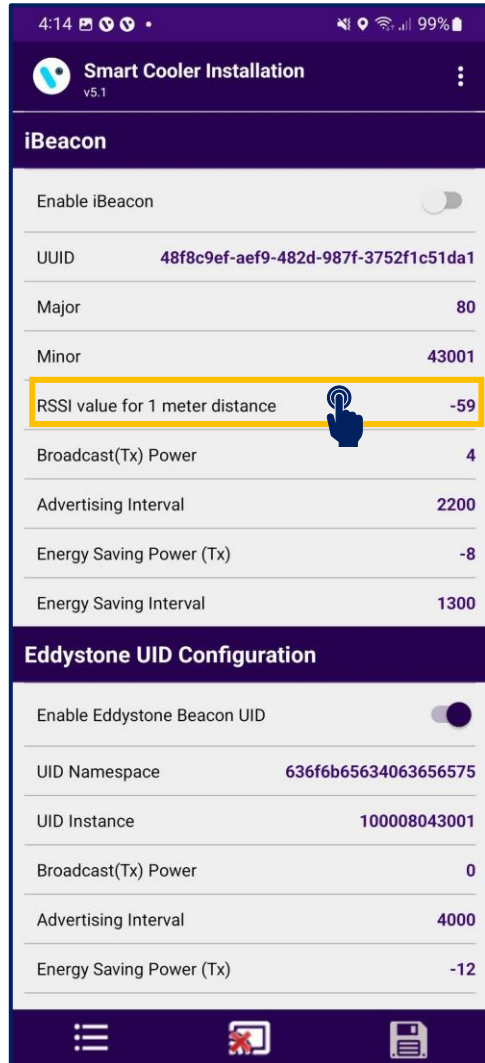 4:14
99%
Smart Cooler Installation
v5.1
iBeacon
Enable iBeacon
UUID 48f8c9ef-aef9-482d-987f-3752f1c51da1
Major 80
Minor 43001
RSSI value for 1 meter distance -59
Broadcast(Tx) Power 4
Advertising Interval 2200
Energy Saving Power (Tx) -8
Energy Saving Interval 1300
Eddystone UID Configuration
Enable Eddystone Beacon UID
UID Namespace 636f6b65634063656575
UID Instance 100008043001
Broadcast(Tx) Power 0
Advertising Interval 4000
Energy Saving Power (Tx) -12